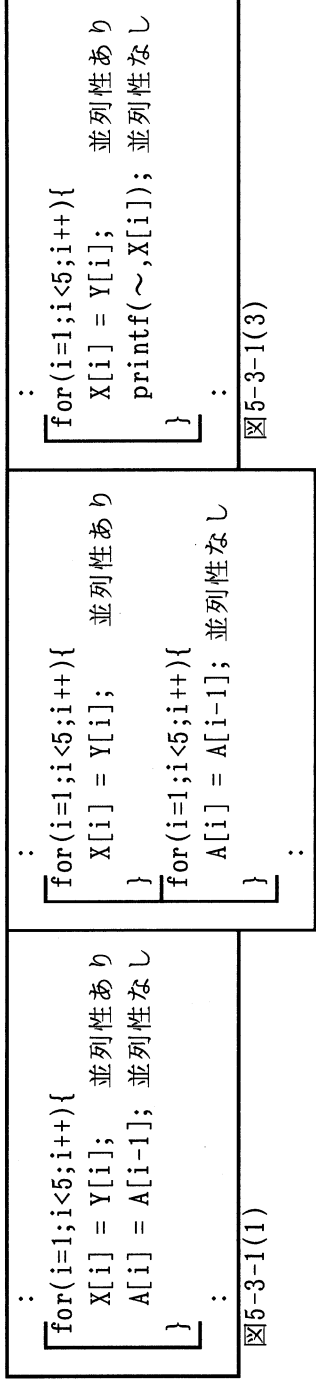 :
for(i=1;i<5;i++){
X[i] = Y[i]; 並列性あり
A[i] = A[i-1]; 並列性なし
}
:
図5-3-1(1)
:
for(i=1;i<5;i++){
X[i] = Y[i]; 並列性あり
}
for(i=1;i<5;i++){
A[i] = A[i-1]; 並列性なし
}
:
:
for(i=1;i<5;i++){
X[i] = Y[i]; 並列性あり
printf(～,X[i]); 並列性なし
}
:
図5-3-1(3)